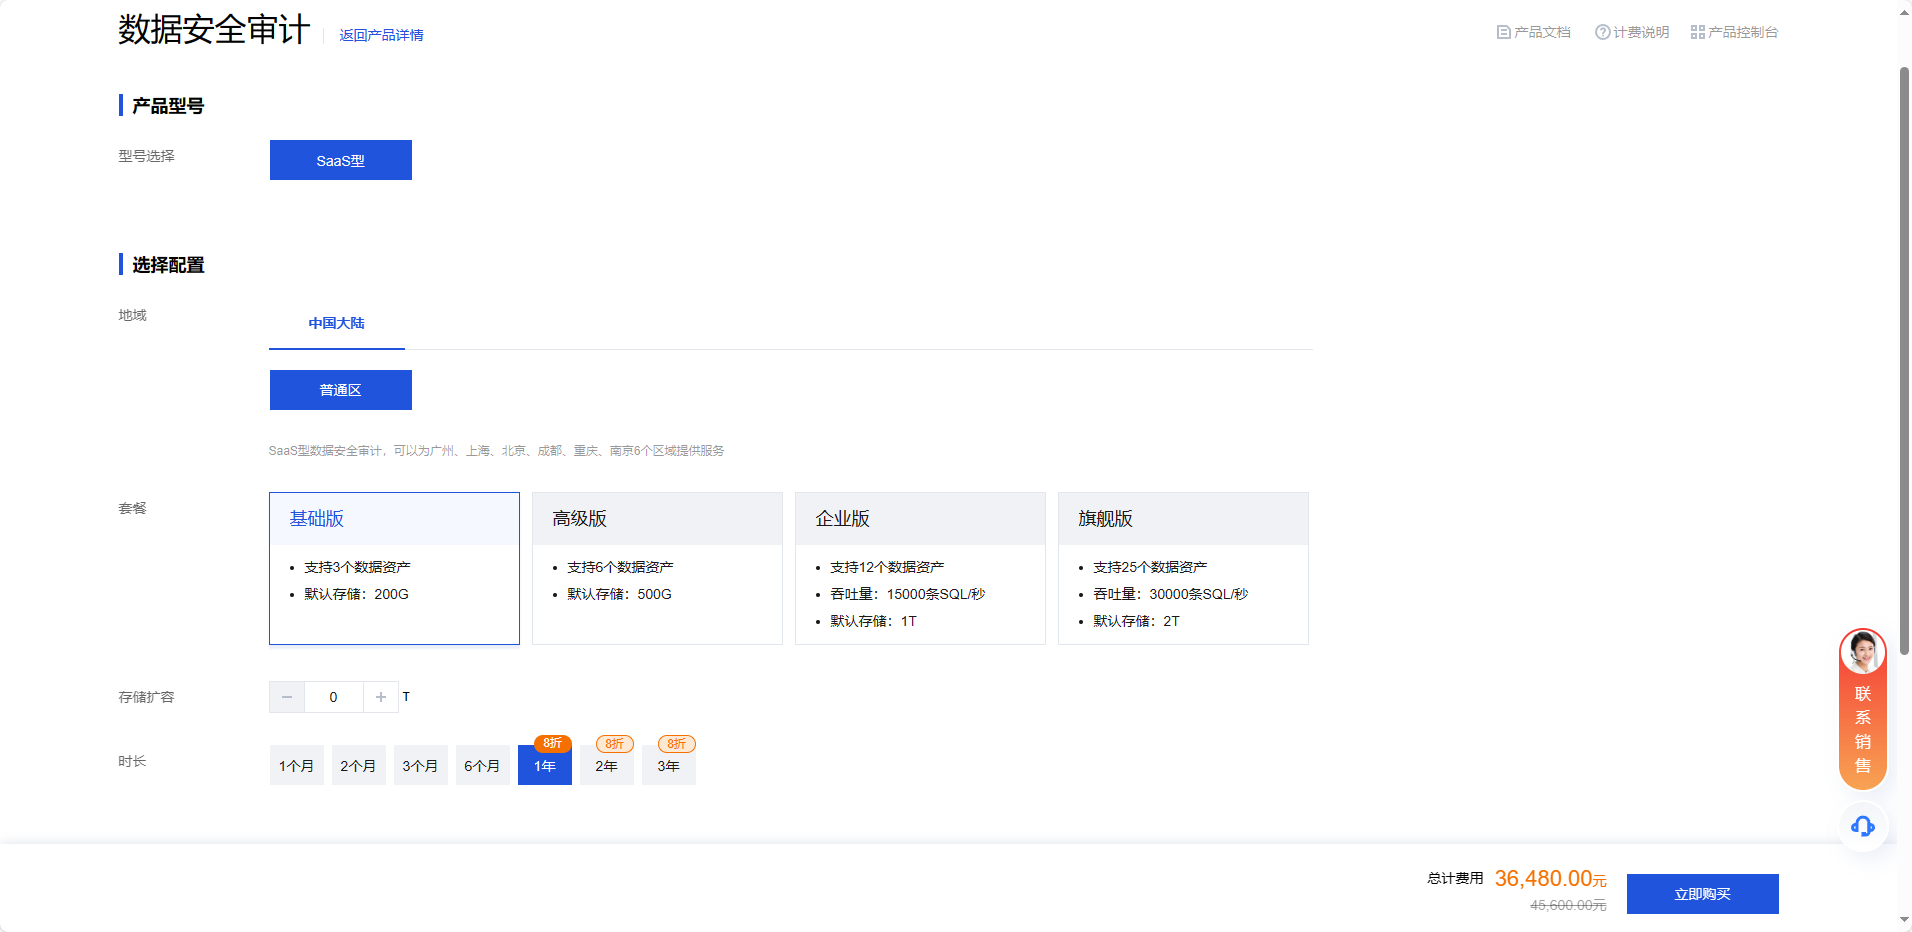 数据安全审计
返回产品详情
产品文档
计费说明
产品控制台
产品型号
型号选择
SaaS型
选择配置
地域
中国大陆
普通区
SaaS型数据安全审计，可以为广州、上海、北京、成都、重庆、南京6个区域提供服务
套餐
基础版
支持3个数据资产
默认存储：200G
高级版
支持6个数据资产
默认存储：500G
企业版
支持12个数据资产
吞吐量：15000条SQL/秒
默认存储：1T
旗舰版
支持25个数据资产
吞吐量：30000条SQL/秒
默认存储：2T
存储扩容
0
T
时长
1个月
2个月
3个月
6个月
8折
1年
8折
2年
8折
3年
联系销售
总计费用 36,480.00元
45,600.00元
立即购买